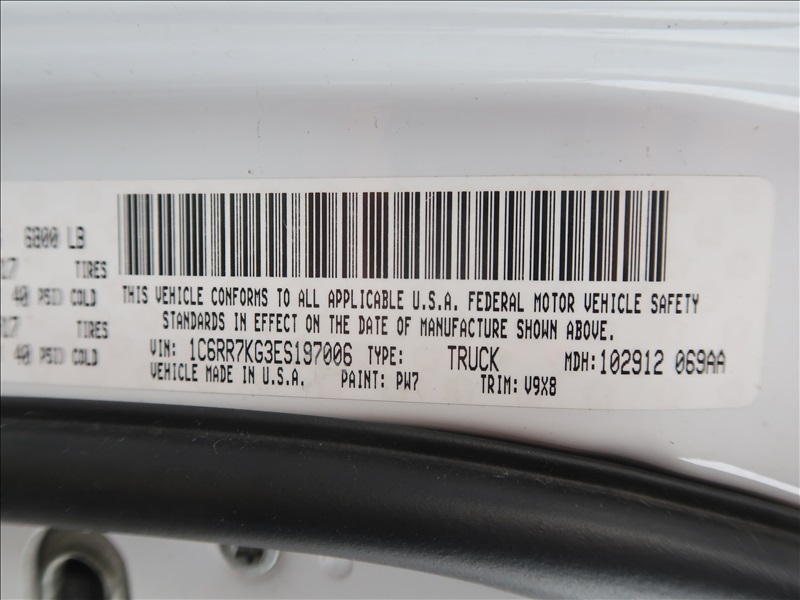 6800 LB
17 TIRES
40 PSI) COLD
THIS VEHICLE CONFORMS TO ALL APPLICABLE U.S.A. FEDERAL MOTOR VEHICLE SAFETY
17 TIRES
STANDARDS IN EFFECT ON THE DATE OF MANUFACTURE SHOWN ABOVE.
40 PSI) COLD
VIN: 1C6RR7KG3ES197006 TYPE: TRUCK MDH: 102912 069AA
VEHICLE MADE IN U.S.A. PAINT: PW7 TRIM: V9X8